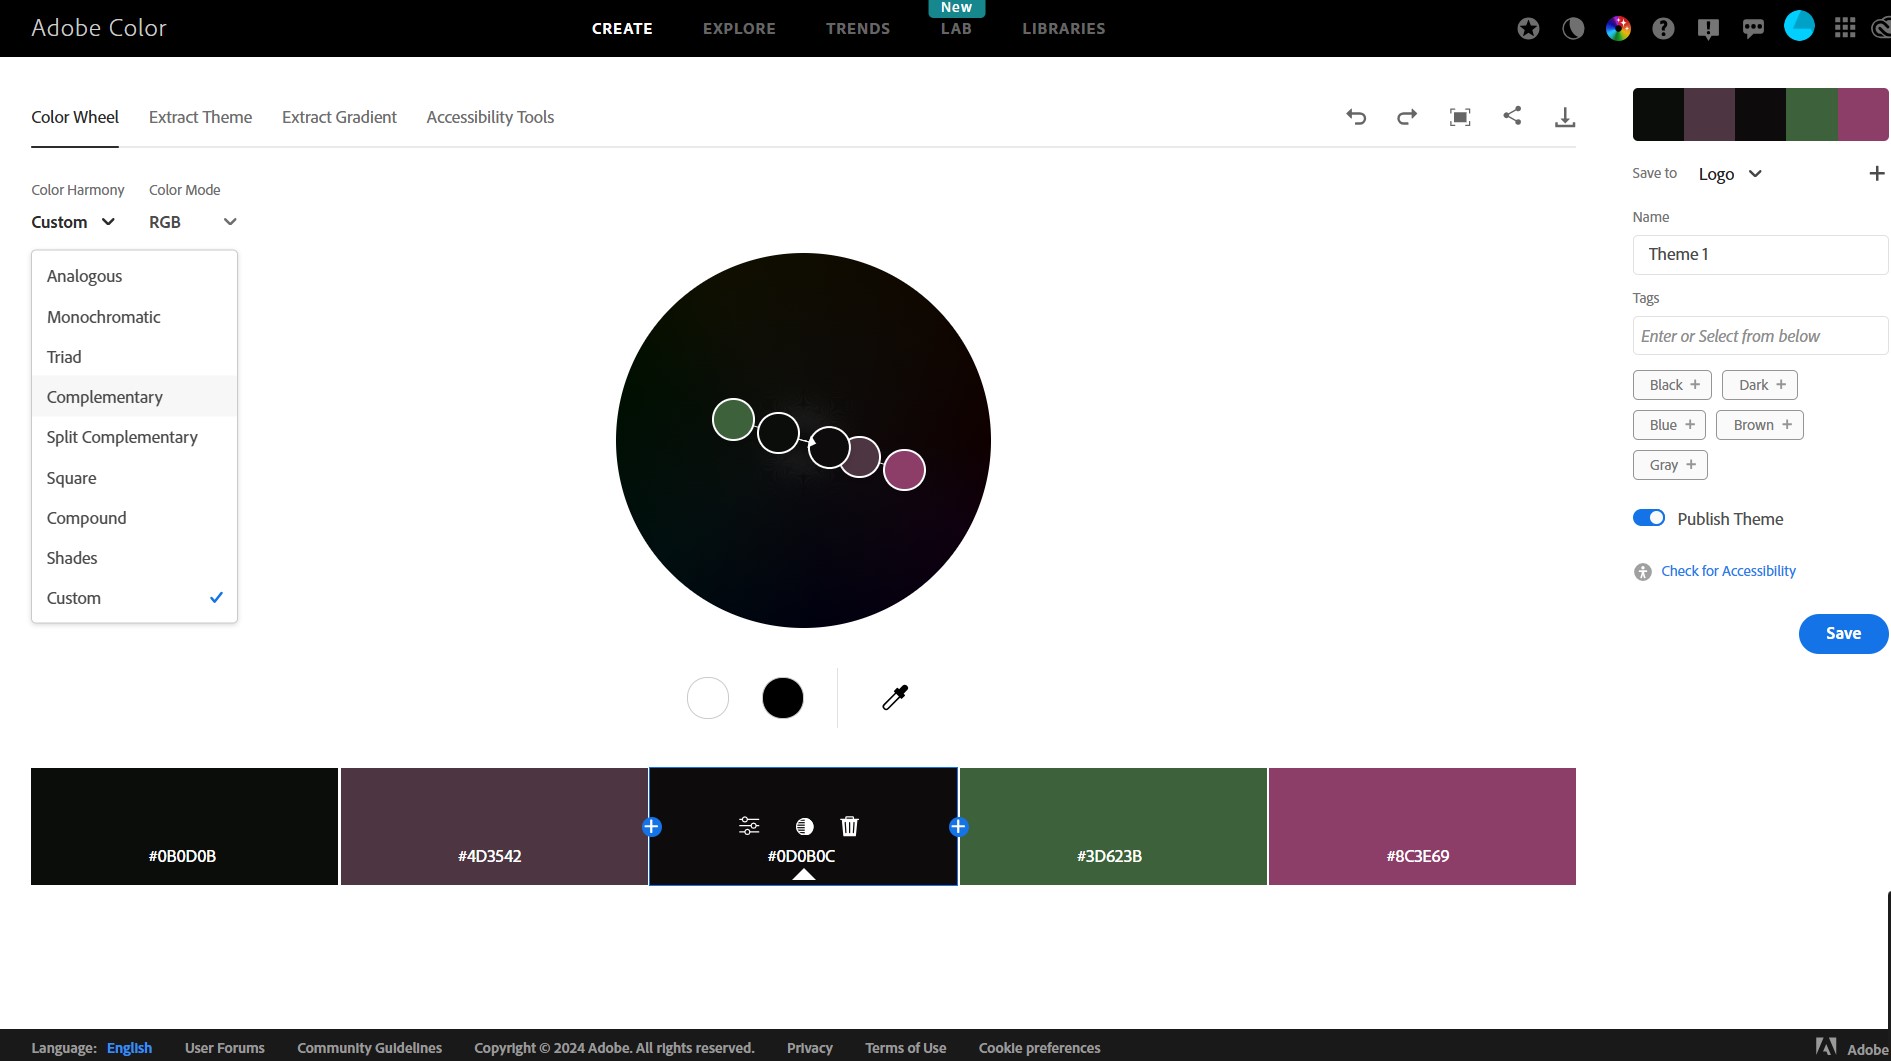 Adobe Color
CREATE EXPLORE TRENDS LAB LIBRARIES
New
Color Wheel Extract Theme Extract Gradient Accessibility Tools
Color Harmony Color Mode
Custom RGB
Analogous
Monochromatic
Triad
Complementary
Split Complementary
Square
Compound
Shades
Custom
Save to Logo
Name
Theme 1
Tags
Enter or Select from below
Black + Dark +
Blue + Brown +
Gray +
Publish Theme
Check for Accessibility
Save
#0B0D0B #4D3542 #0D0B0C #3D623B #8C3E69
Language: English User Forums Community Guidelines Copyright © 2024 Adobe. All rights reserved. Privacy Terms of Use Cookie preferences Adobe